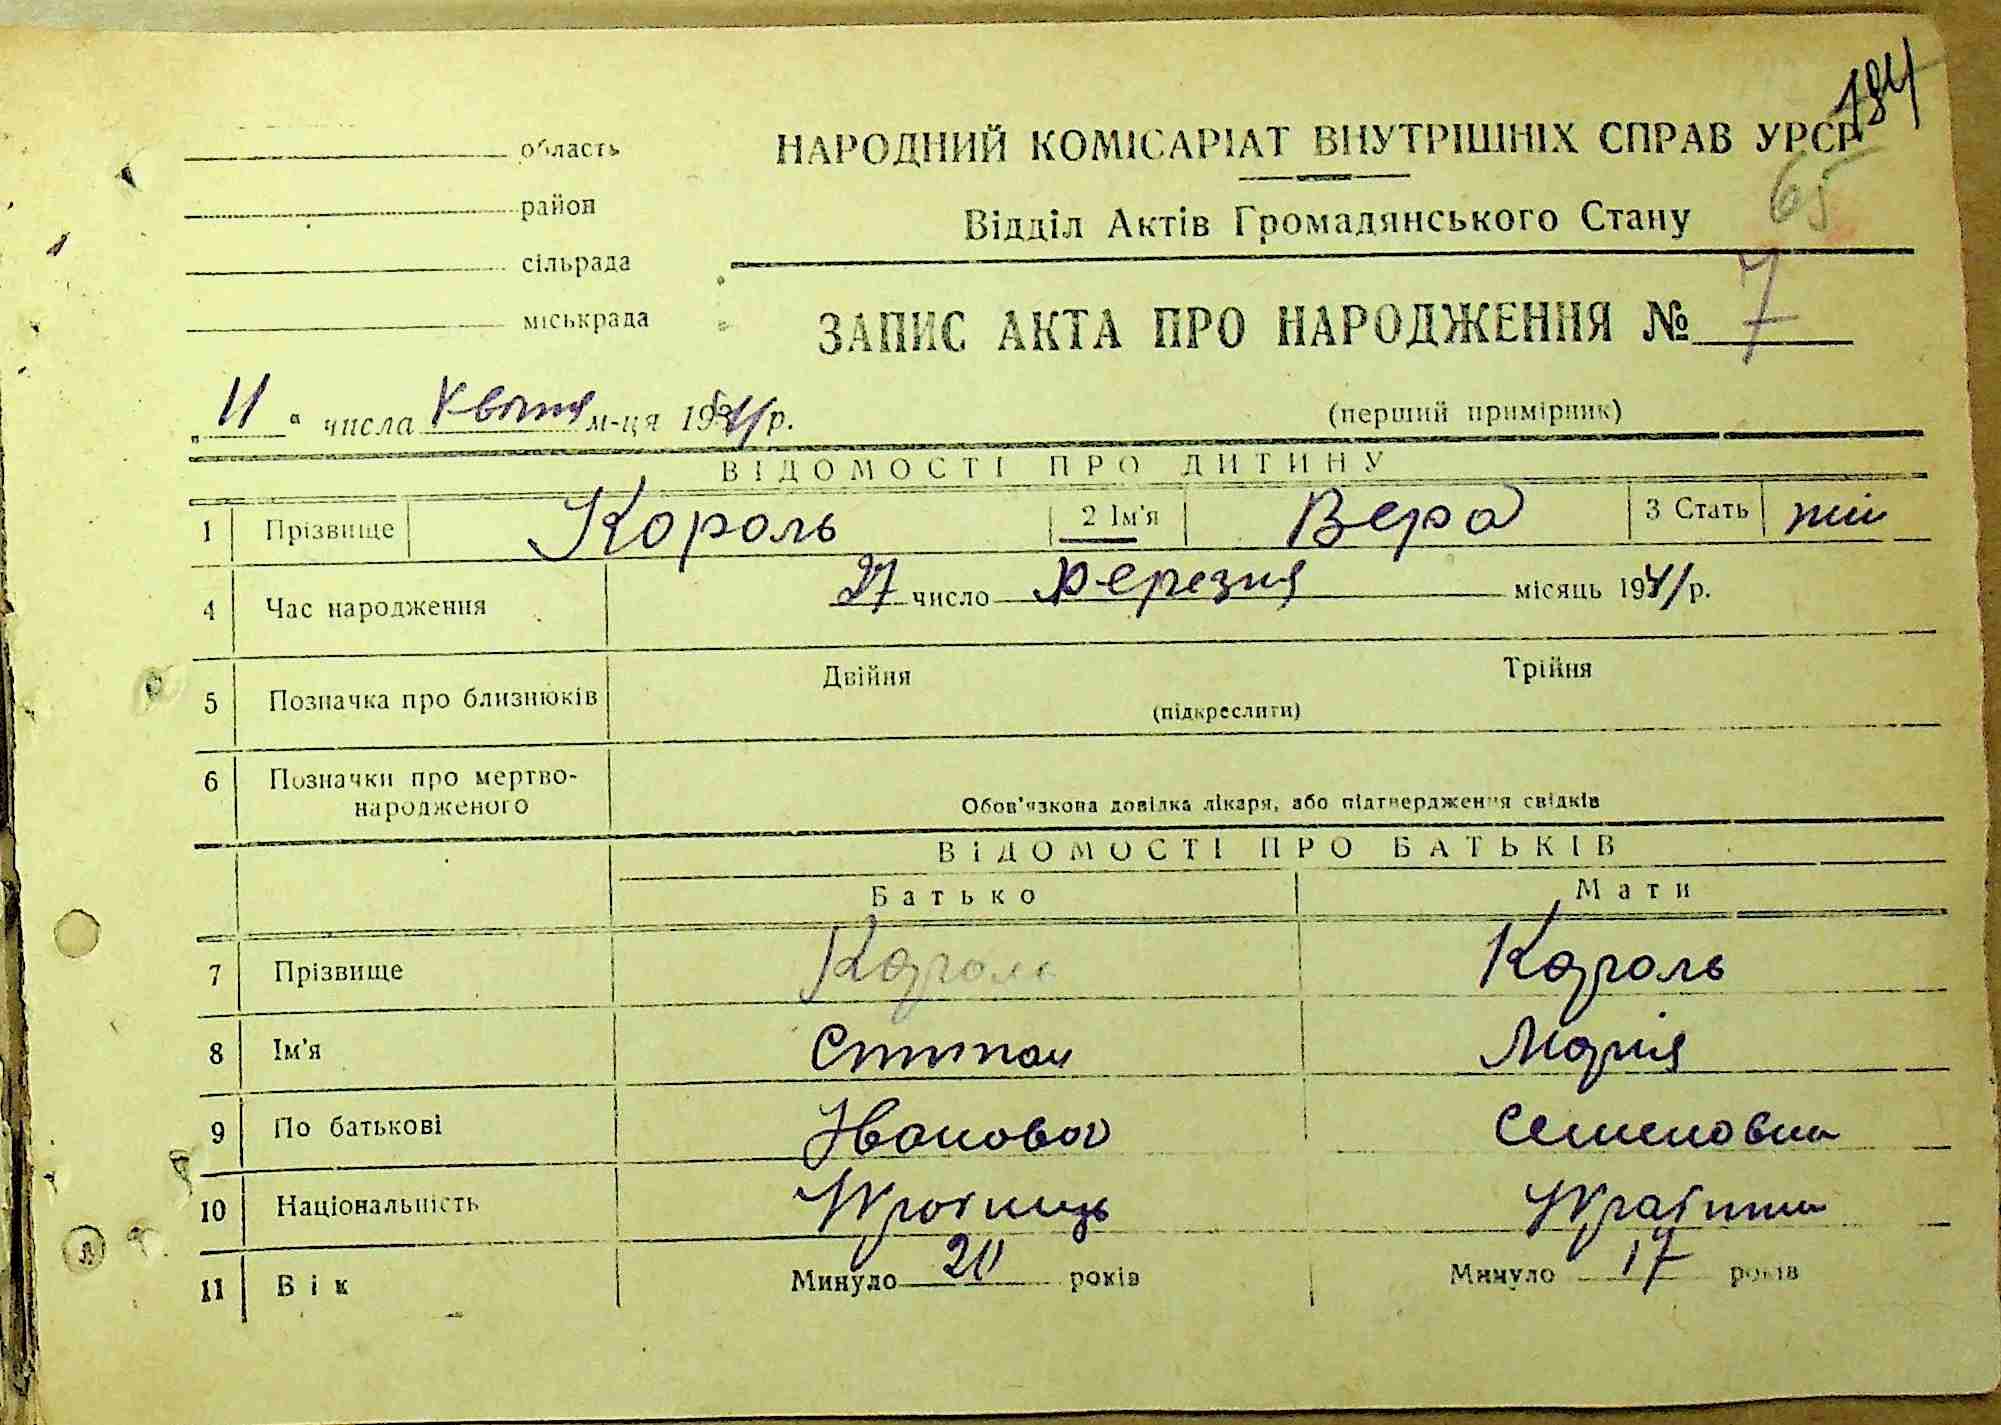 184
область
НАРОДНИЙ КОМІСАРІАТ ВНУТРІШНІХ СПРАВ УРСР
65
район
Відділ Актів Громадянського Стану
сільрада
міськрада
ЗАПИС АКТА ПРО НАРОДЖЕННЯ № 7
„11“ числа Квітня м-ця 1941 р.
(перший примірник)
ВІДОМОСТІ ПРО ДИТИНУ
1 Прізвище Король 2 Ім'я Вера 3 Стать жін
4 Час народження 27 число березня місяць 1941 р.
5 Позначка про близнюків Двійня Трійня
(підкреслити)
6 Позначки про мертво-
народженого
Обов'язкова довідка лікаря, або підтвердження свідків
ВІДОМОСТІ ПРО БАТЬКІВ
Батько Мати
7 Прізвище Король Король
8 Ім'я Степан Марія
9 По батькові Іванович Семеновна
10 Національність Українець Українка
11 Вік Минуло 20 років Минуло 17 років